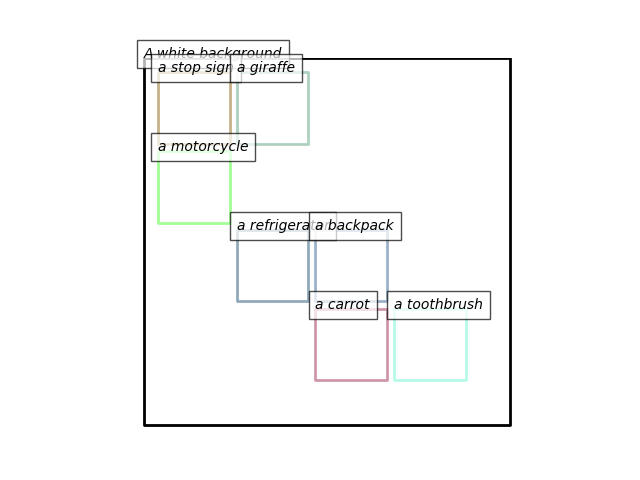 A white background
a stop sign
a giraffe
a motorcycle
a refrigerator
a backpack
a carrot
a toothbrush